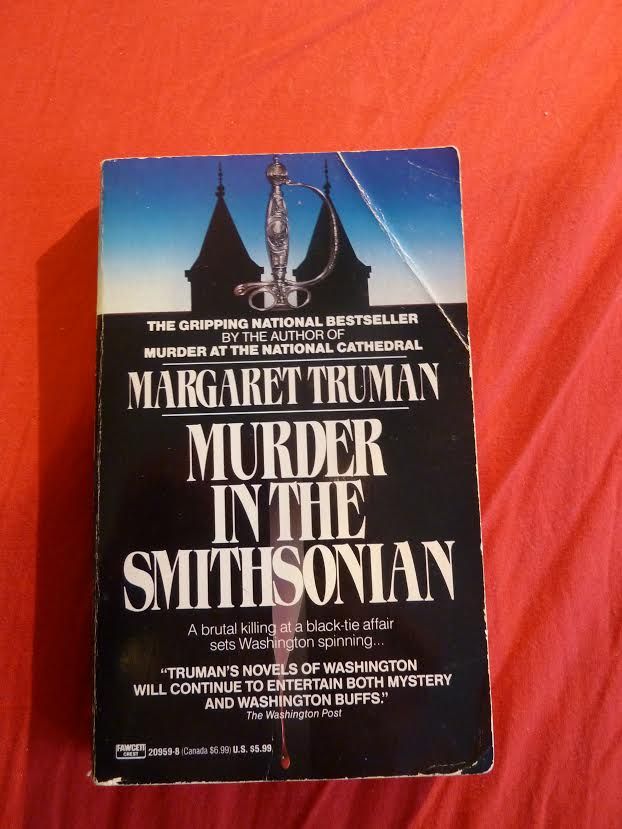 THE GRIPPING NATIONAL BESTSELLER
BY THE AUTHOR OF
MURDER AT THE NATIONAL CATHEDRAL
MARGARET TRUMAN
MURDER
IN THE
SMITHSONIAN
A brutal killing at a black-tie affair
sets Washington spinning...
"TRUMAN'S NOVELS OF WASHINGTON
WILL CONTINUE TO ENTERTAIN BOTH MYSTERY
AND WASHINGTON BUFFS."
The Washington Post
FAWCETT
CREST
20959-8 (Canada $6.99) U.S. $5.99